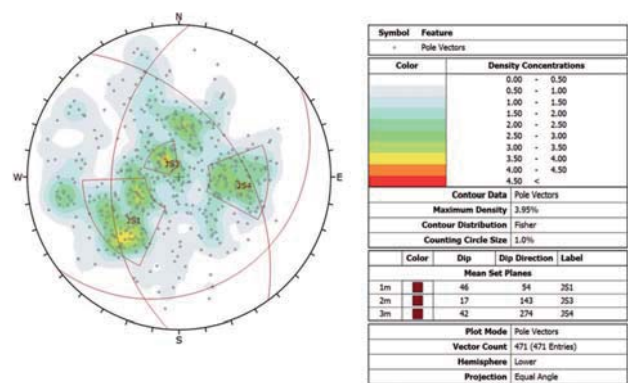 N
W
E
S
JS3
JS4
JS1
Symbol Feature
Pole Vectors
Color Density Concentrations
0.00 - 0.50
0.50 - 1.00
1.00 - 1.50
1.50 - 2.00
2.00 - 2.50
2.50 - 3.00
3.00 - 3.50
3.50 - 4.00
4.00 - 4.50
4.50 <
Contour Data Pole Vectors
Maximum Density 3.95%
Contour Distribution Fisher
Counting Circle Size 1.0%
Color Dip Dip Direction Label
Mean Set Planes
1m 46 54 JS1
2m 17 143 JS3
3m 42 274 JS4
Plot Mode Pole Vectors
Vector Count 471 (471 Entries)
Hemisphere Lower
Projection Equal Angle